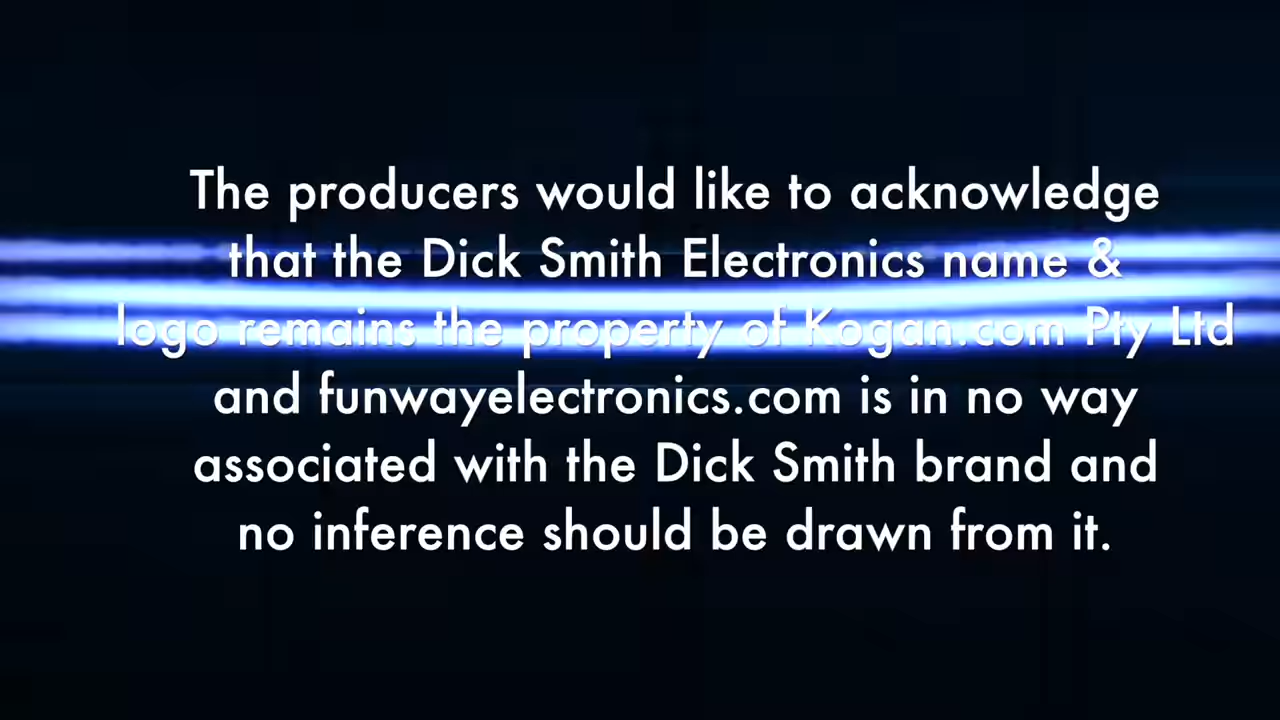 The producers would like to acknowledge
that the Dick Smith Electronics name &
logo remains the property of Kogan.com Pty Ltd
and funwayelectronics.com is in no way
associated with the Dick Smith brand and
no inference should be drawn from it.